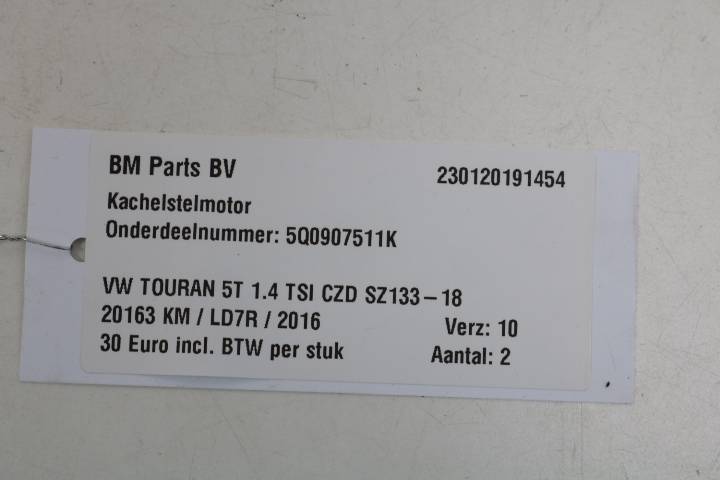 BM Parts BV 230120191454
Kachelstelmotor
Onderdeelnummer: 5Q0907511K
VW TOURAN 5T 1.4 TSI CZD SZ133-18
20163 KM / LD7R / 2016 Verz: 10
30 Euro incl. BTW per stuk Aantal: 2